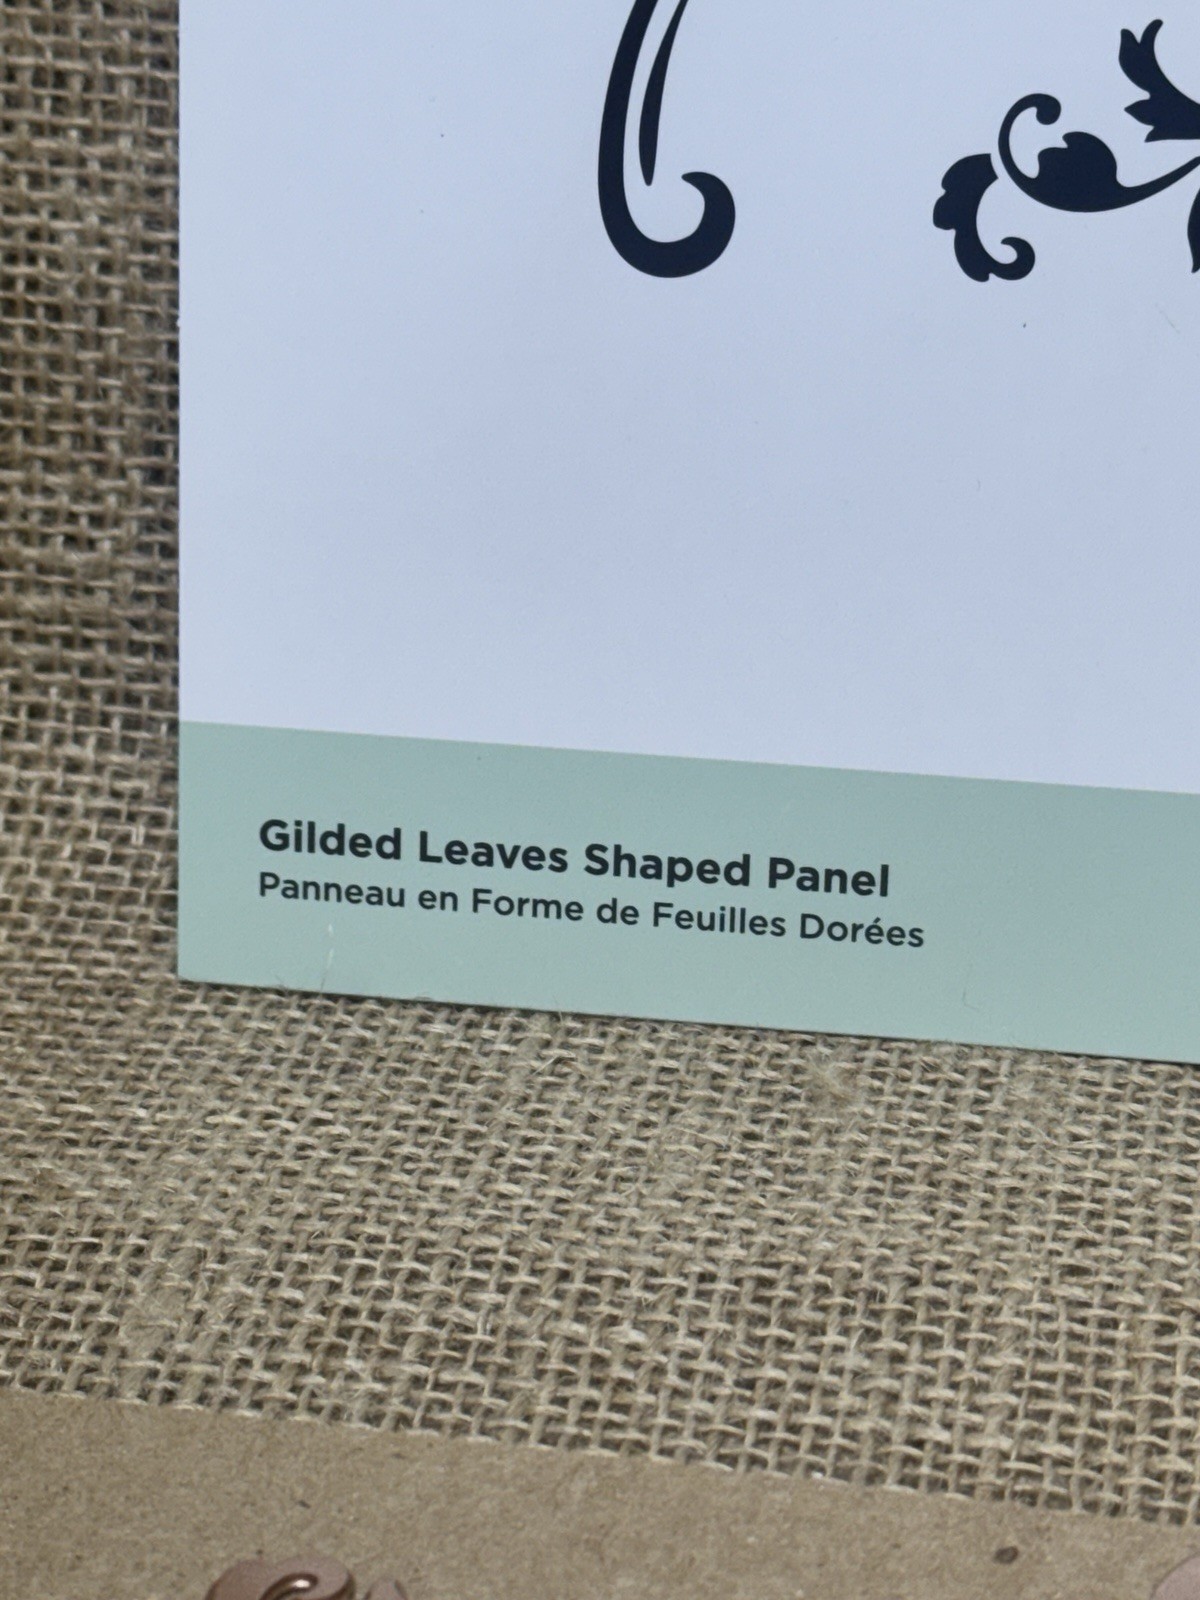 Gilded Leaves Shaped Panel
Panneau en Forme de Feuilles Dorées